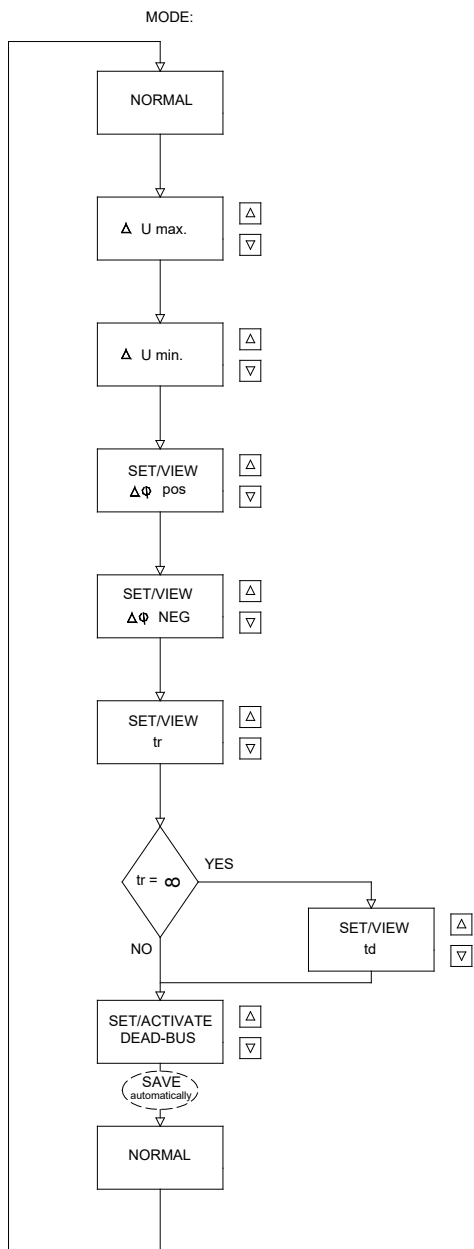 MODE:
NORMAL
Δ U max.
Δ U min.
SET/VIEW
Δφ pos
SET/VIEW
Δφ NEG
SET/VIEW
tr
tr = ∞
YES
NO
SET/VIEW
td
SET/ACTIVATE
DEAD-BUS
SAVE
automatically
NORMAL